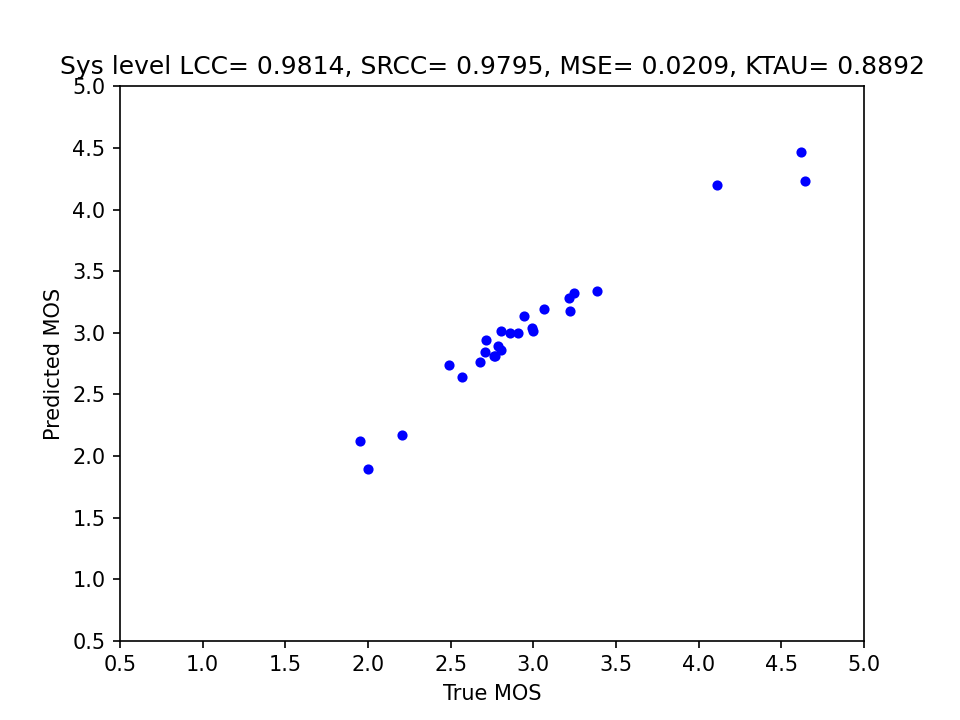 Sys level LCC= 0.9814, SRCC= 0.9795, MSE= 0.0209, KTAU= 0.8892
5.0
4.5
4.0
3.5
3.0
2.5
2.0
1.5
1.0
0.5
Predicted MOS
0.5 1.0 1.5 2.0 2.5 3.0 3.5 4.0 4.5 5.0
True MOS